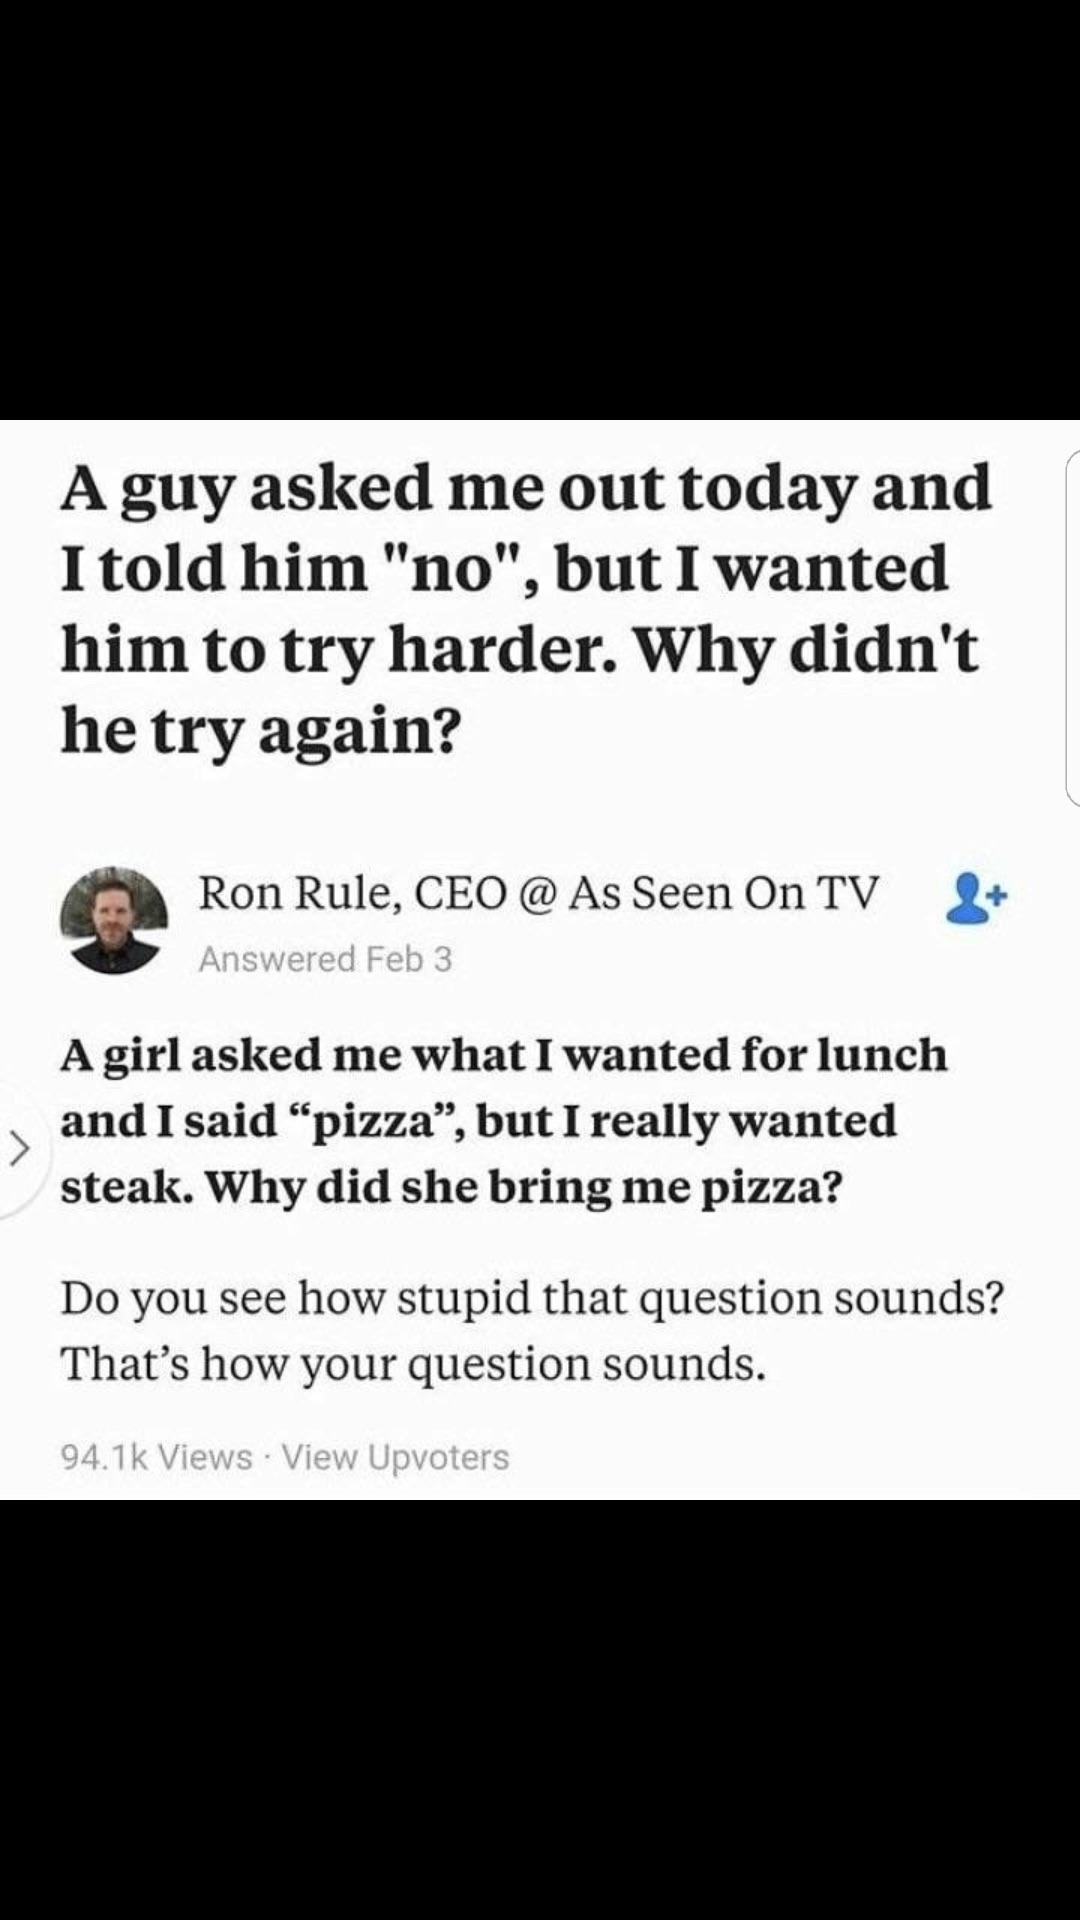 A guy asked me out today and
I told him "no", but I wanted
him to try harder. Why didn't
he try again?
Ron Rule, CEO @ As Seen On TV
Answered Feb 3
A girl asked me what I wanted for lunch
and I said “pizza”, but I really wanted
steak. Why did she bring me pizza?
Do you see how stupid that question sounds?
That’s how your question sounds.
94.1k Views · View Upvoters